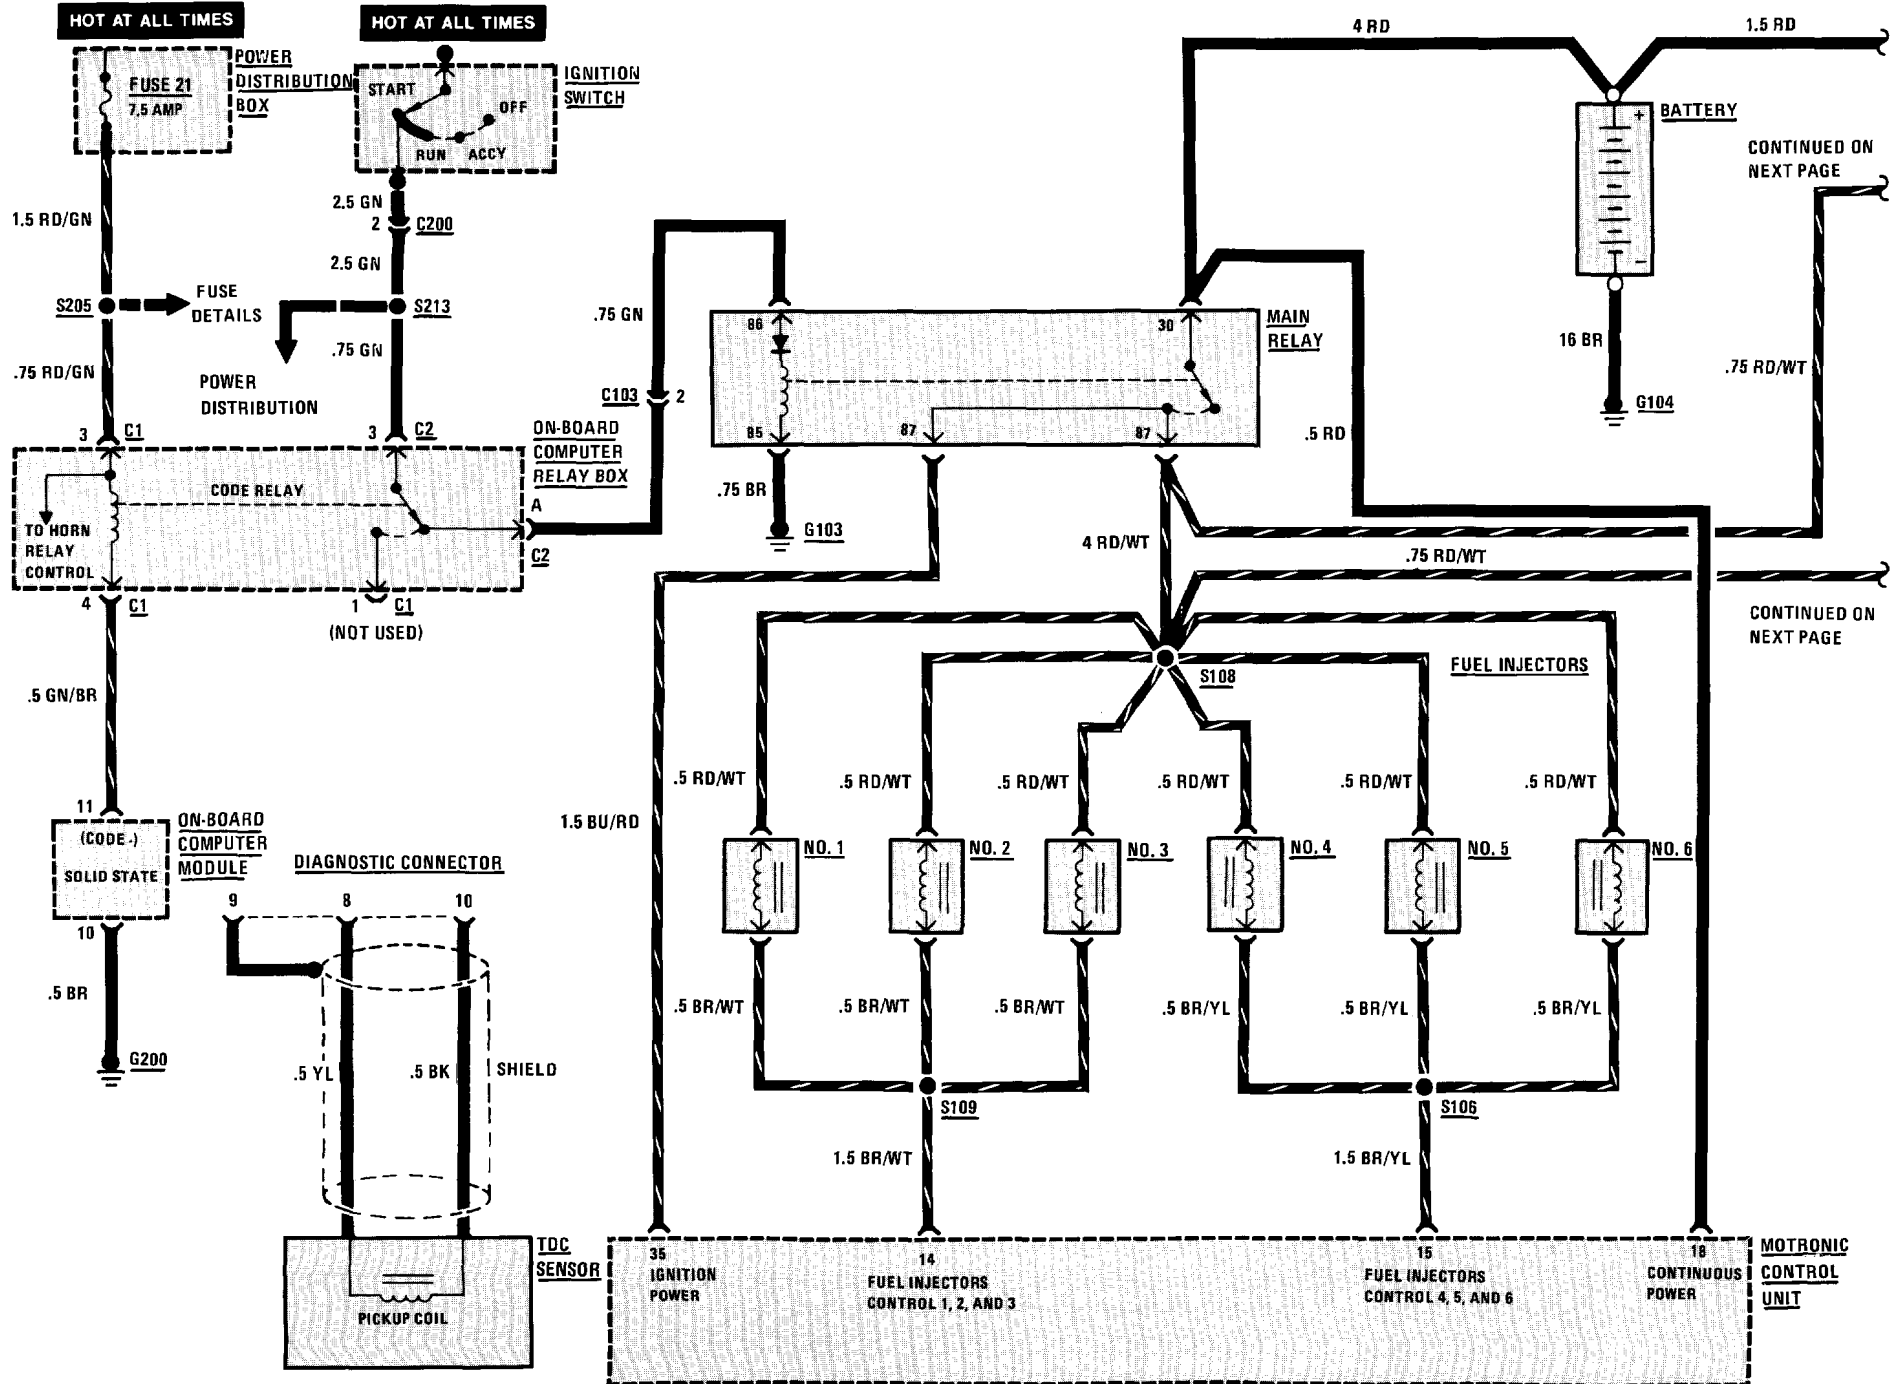 HOT AT ALL TIMES
HOT AT ALL TIMES
4 RD
1.5 RD
POWER
DISTRIBUTION
BOX
FUSE 21
7.5 AMP
IGNITION
SWITCH
START
OFF
RUN
ACCY
BATTERY
+
−
CONTINUED ON
NEXT PAGE
1.5 RD/GN
2.5 GN
2
C200
2.5 GN
S205
FUSE
DETAILS
S213
.75 GN
.75 RD/GN
POWER
DISTRIBUTION
.75 GN
C103
2
86
30
MAIN
RELAY
85
87
87
16 BR
G104
.75 RD/WT
.5 RD
3
C1
3
C2
ON-BOARD
COMPUTER
RELAY BOX
CODE RELAY
A
C2
TO HORN
RELAY
CONTROL
4
C1
1
C1
(NOT USED)
.75 BR
G103
4 RD/WT
.75 RD/WT
CONTINUED ON
NEXT PAGE
S108
FUEL INJECTORS
.5 GN/BR
.5 RD/WT
.5 RD/WT
.5 RD/WT
.5 RD/WT
.5 RD/WT
.5 RD/WT
1.5 BU/RD
11
(CODE -)
SOLID STATE
ON-BOARD
COMPUTER
MODULE
10
DIAGNOSTIC CONNECTOR
9
8
10
NO. 1
NO. 2
NO. 3
NO. 4
NO. 5
NO. 6
.5 BR
G200
.5 YL
.5 BK
SHIELD
.5 BR/WT
.5 BR/WT
.5 BR/WT
.5 BR/YL
.5 BR/YL
.5 BR/YL
S109
S106
1.5 BR/WT
1.5 BR/YL
TDC
SENSOR
PICKUP COIL
35
IGNITION
POWER
14
FUEL INJECTORS
CONTROL 1, 2, AND 3
15
FUEL INJECTORS
CONTROL 4, 5, AND 6
18
CONTINUOUS
POWER
MOTRONIC
CONTROL
UNIT